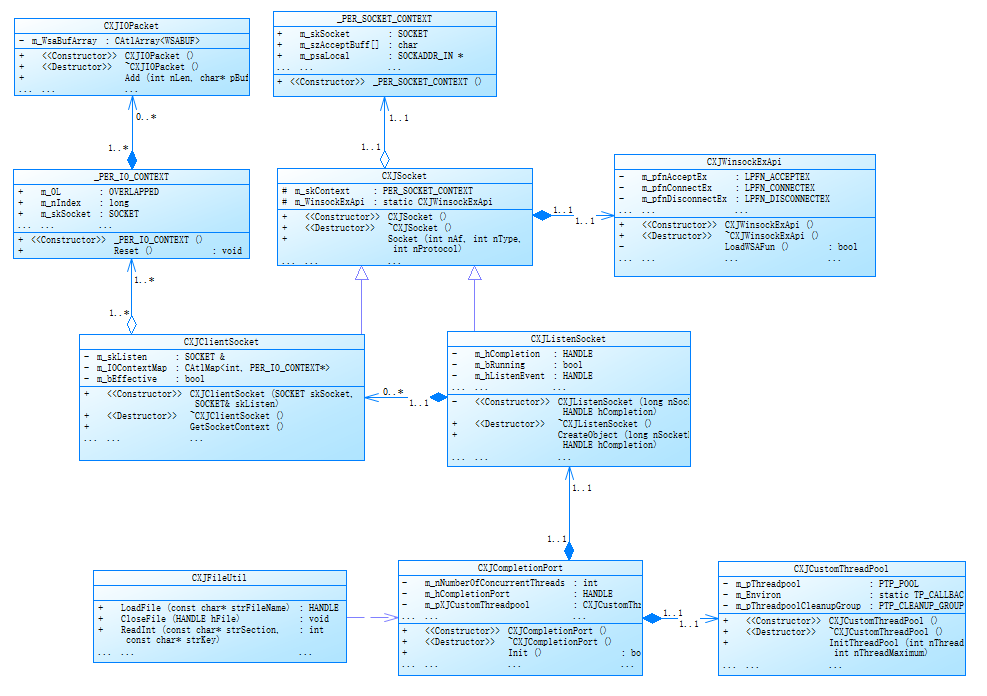 CXJIOPacket
- m_WsaBufArray : CAtlArray<WSABUF>
+ <<Constructor>> CXJIOPacket ()
+ <<Destructor>> ~CXJIOPacket ()
+ Add (int nLen, char* pBuf
... ... ...
0..*
1..*
_PER_SOCKET_CONTEXT
+ m_skSocket : SOCKET
+ m_szAcceptBuff[] : char
+ m_psaLocal : SOCKADDR_IN *
... ... ...
+ <<Constructor>> _PER_SOCKET_CONTEXT ()
1..1
1..1
_PER_IO_CONTEXT
+ m_OL : OVERLAPPED
+ m_nIndex : long
+ m_skSocket : SOCKET
... ... ...
+ <<Constructor>> _PER_IO_CONTEXT ()
+ Reset () : void
1..*
1..*
CXJSocket
# m_skContext : PER_SOCKET_CONTEXT
# m_WinsockExApi : static CXJWinsockExApi
+ <<Constructor>> CXJSocket ()
+ <<Destructor>> ~CXJSocket ()
+ Socket (int nAf, int nType,
int nProtocol)
... ... ...
1..1
1..1
CXJWinsockExApi
- m_pfnAcceptEx : LPFN_ACCEPTEX
- m_pfnConnectEx : LPFN_CONNECTEX
- m_pfnDisconnectEx : LPFN_DISCONNECTEX
... ... ...
+ <<Constructor>> CXJWinsockExApi ()
+ <<Destructor>> ~CXJWinsockExApi ()
- LoadWSAFun () : bool
... ... ... ...
CXJClientSocket
- m_skListen : SOCKET &
- m_IOContextMap : CAtlMap<int, PER_IO_CONTEXT*>
- m_bEffective : bool
+ <<Constructor>> CXJClientSocket (SOCKET skSocket,
SOCKET& skListen)
+ <<Destructor>> ~CXJClientSocket ()
+ GetSocketContext ()
... ... ...
0..*
1..1
CXJListenSocket
- m_hCompletion : HANDLE
- m_bRunning : bool
- m_hListenEvent : HANDLE
... ... ...
- <<Constructor>> CXJListenSocket (long nSoc
HANDLE hCompletion)
+ <<Destructor>> ~CXJListenSocket ()
+ CreateObject (long nSocketN
HANDLE hCompletion)
... ... ...
1..1
1..1
CXJFileUtil
+ LoadFile (const char* strFileName) : HANDLE
+ CloseFile (HANDLE hFile) : void
+ ReadInt (const char* strSection, : int
const char* strKey)
... ... ...
CXJCompletionPort
- m_nNumberOfConcurrentThreads : int
- m_hCompletionPort : HANDLE
- m_pXJCustomThreadpool : CXJCustomThr
... ... ...
+ <<Constructor>> CXJCompletionPort ()
+ <<Destructor>> ~CXJCompletionPort ()
+ Init () : bo
... ... ... ...
1..1
1..1
CXJCustomThreadPool
- m_pThreadpool : PTP_POOL
- m_Environ : static TP_CALLBAC
- m_pThreadpoolCleanupGroup : PTP_CLEANUP_GROUP
+ <<Constructor>> CXJCustomThreadPool ()
+ <<Destructor>> ~CXJCustomThreadPool ()
+ InitThreadPool (int nThread
int nThreadMaximum)
... ... ...